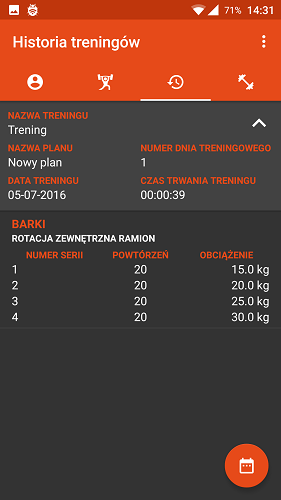 71% 14:31
Historia treningów
NAZWA TRENINGU
Trening
NAZWA PLANU NUMER DNIA TRENINGOWEGO
Nowy plan 1
DATA TRENINGU CZAS TRWANIA TRENINGU
05-07-2016 00:00:39
BARKI
ROTACJA ZEWNĘTRZNA RAMION
NUMER SERII POWTÓRZEŃ OBCIĄŻENIE
1 20 15.0 kg
2 20 20.0 kg
3 20 25.0 kg
4 20 30.0 kg